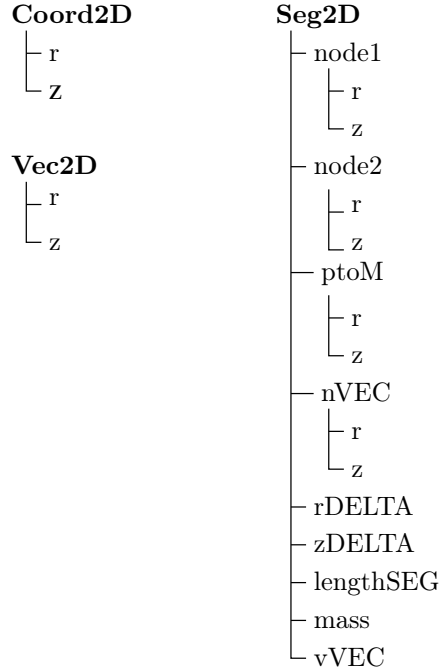 Coord2D
r
z
Vec2D
r
z
Seg2D
node1
r
z
node2
r
z
ptoM
r
z
nVEC
r
z
rDELTA
zDELTA
lengthSEG
mass
vVEC